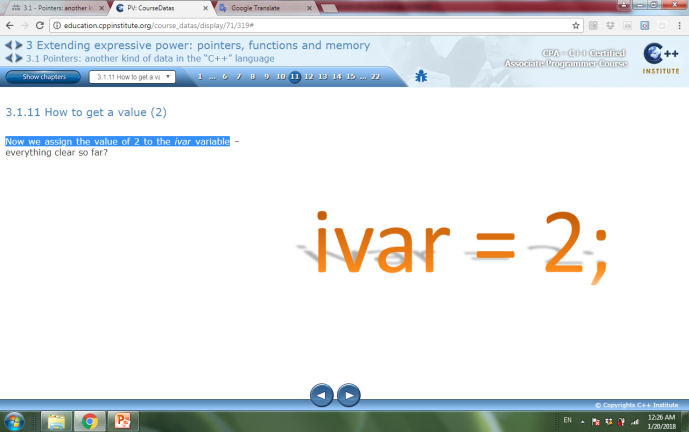 3.1 - Pointers: another ki
PV: CourseDatas
Google Translate
education.cppinstitute.org/course_datas/display/71/319#
3 Extending expressive power: pointers, functions and memory
3.1 Pointers: another kind of data in the "C++" language
CPA - C++ Certified
Associate Programmer Course
C++
INSTITUTE
Show chapters
3.1.11 How to get a va
1 ... 6 7 8 9 10 11 12 13 14 15 ... 22
3.1.11 How to get a value (2)
Now we assign the value of 2 to the ivar variable –
everything clear so far?
ivar = 2;
© Copyrights C++ Institute
EN
12:26 AM
1/20/2018